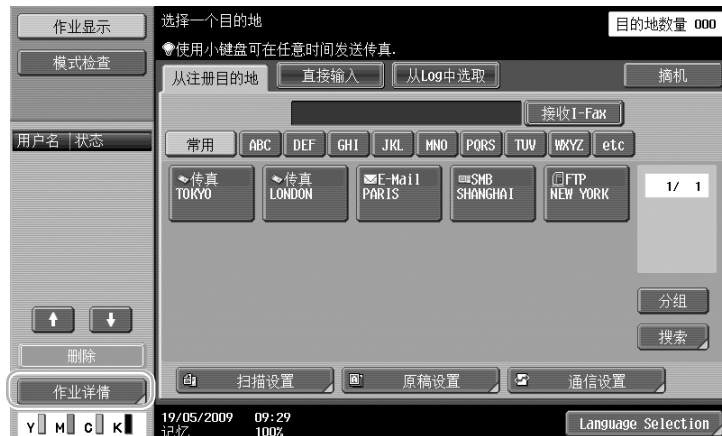 作业显示
模式检查
用户名 状态
删除
作业详情
Y M C K
选择一个目的地
目的地数量 000
使用小键盘可在任意时间发送传真.
从注册目的地 直接输入 从Log中选取 摘机
接收I-Fax
常用 ABC DEF GHI JKL MNO PQRS TUV WXYZ etc
传真 TOKYO
传真 LONDON
E-Mail PARIS
SMB SHANGHAI
FTP NEW YORK
1/ 1
分组
搜索
扫描设置 原稿设置 通信设置
19/05/2009 09:29
记忆 100%
Language Selection